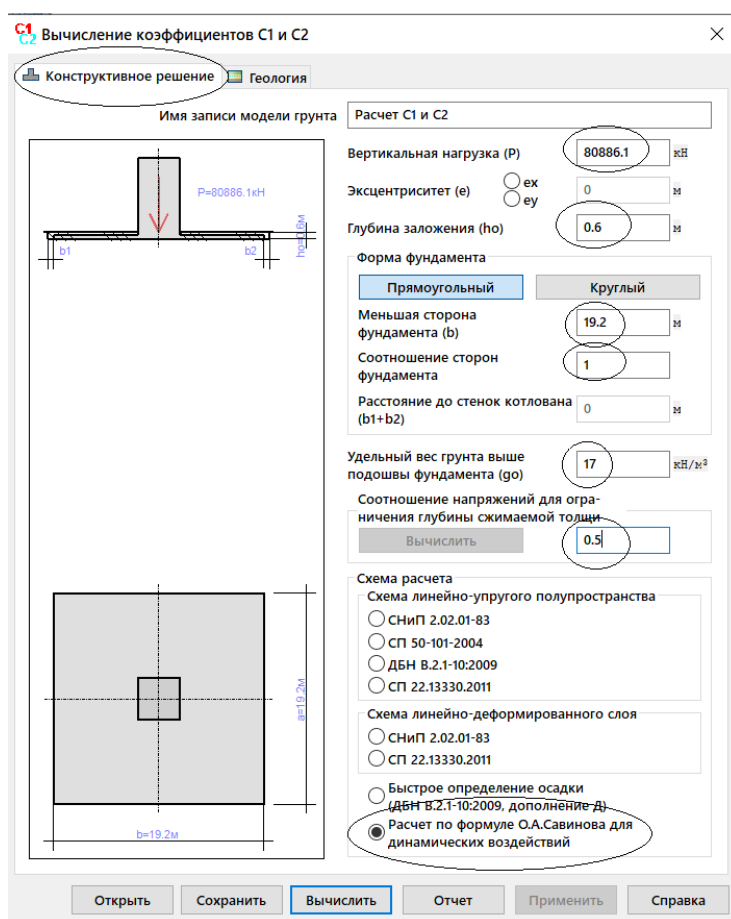 C1 C2 Вычисление коэффициентов C1 и C2
Конструктивное решение
Геология
Имя записи модели грунта
Расчет C1 и C2
Вертикальная нагрузка (P)
80886.1
кН
Эксцентриситет (e)
ex
ey
0
м
Глубина заложения (ho)
0.6
м
Форма фундамента
Прямоугольный
Круглый
Меньшая сторона
фундамента (b)
19.2
м
Соотношение сторон
фундамента
1
Расстояние до стенок котлована
(b1+b2)
0
м
Удельный вес грунта выше
подошвы фундамента (go)
17
кН/м³
Соотношение напряжений для огра-
ничения глубины сжимаемой толщи
Вычислить
0.5
Схема расчета
Схема линейно-упругого полупространства
СНиП 2.02.01-83
СП 50-101-2004
ДБН В.2.1-10:2009
СП 22.13330.2011
Схема линейно-деформированного слоя
СНиП 2.02.01-83
СП 22.13330.2011
Быстрое определение осадки
(ДБН В.2.1-10:2009, дополнение Д)
Расчет по формуле О.А.Савинова для
динамических воздействий
P=80886.1кН
b1
b2
ho=0.6м
a=19.2м
b=19.2м
Открыть
Сохранить
Вычислить
Отчет
Применить
Справка